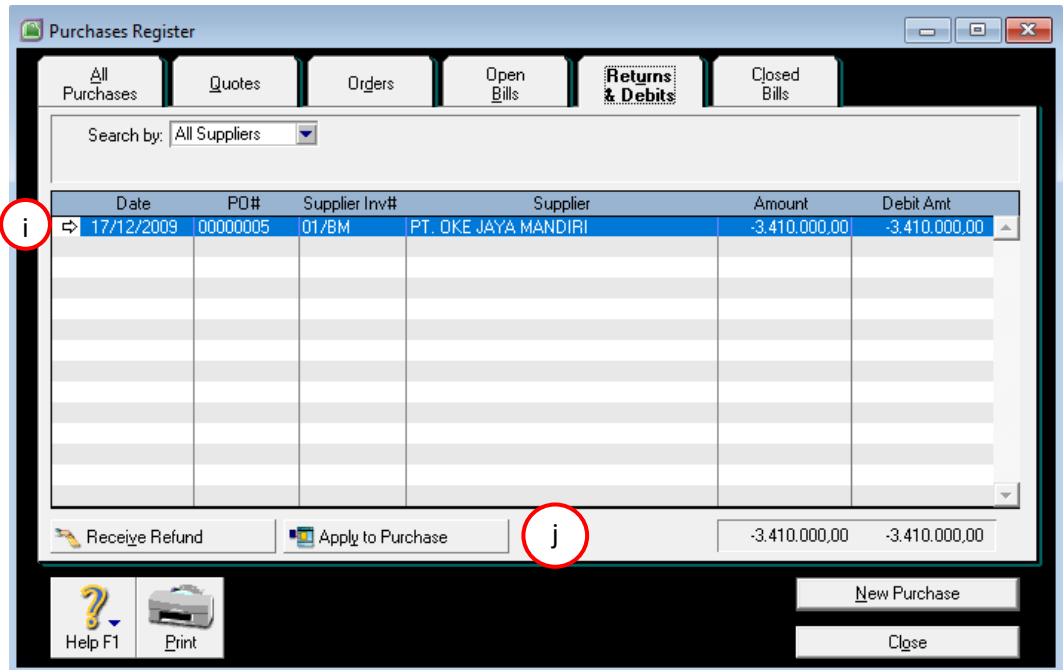 Purchases Register
All Purchases
Quotes
Orders
Open Bills
Returns & Debits
Closed Bills
Search by: All Suppliers
Date PO# Supplier Inv# Supplier Amount Debit Amt
i
17/12/2009 00000005 01/BM PT. OKE JAYA MANDIRI -3.410.000,00 -3.410.000,00
Receive Refund Apply to Purchase j -3.410.000,00 -3.410.000,00
New Purchase
Help F1 Print Close